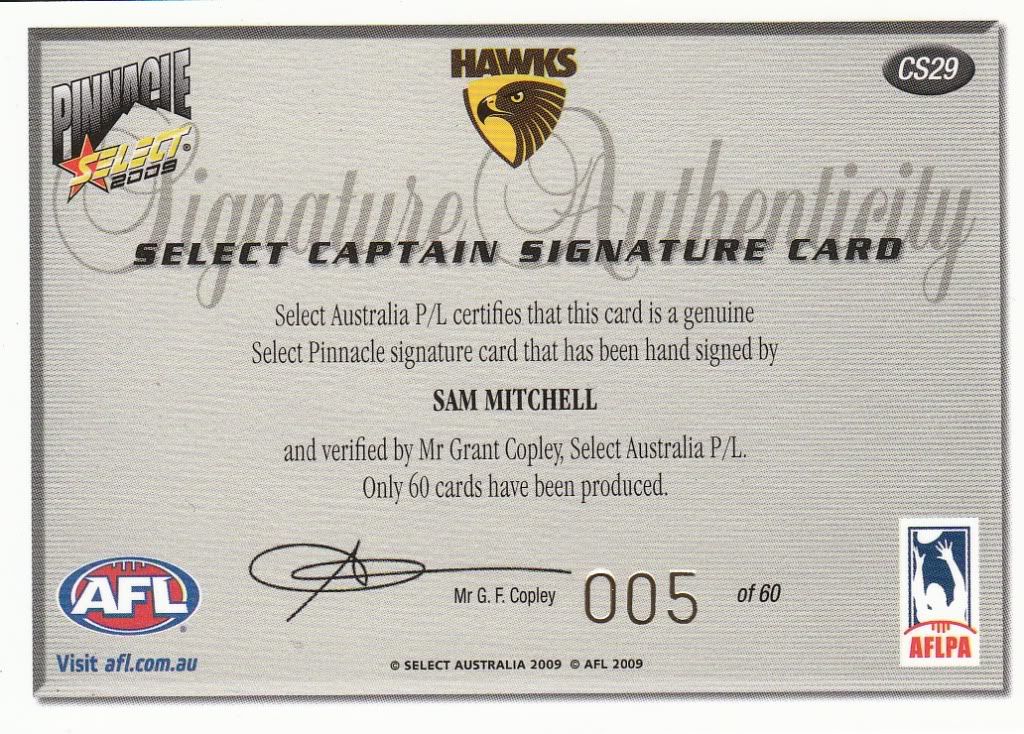 HAWKS
CS29
PINNACLE
SELECT®
2009
Signature Authenticity
SELECT CAPTAIN SIGNATURE CARD
Select Australia P/L certifies that this card is a genuine
Select Pinnacle signature card that has been hand signed by
SAM MITCHELL
and verified by Mr Grant Copley, Select Australia P/L.
Only 60 cards have been produced.
Mr G. F. Copley
005 of 60
AFL®
Visit afl.com.au
© SELECT AUSTRALIA 2009 © AFL 2009
AFLPA